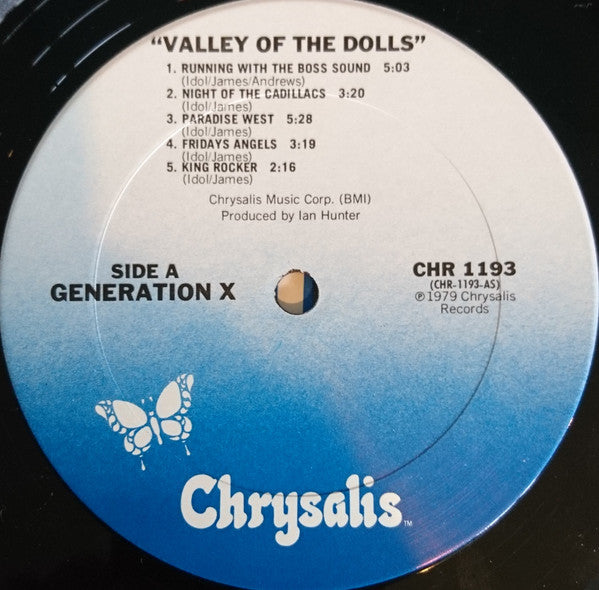 "VALLEY OF THE DOLLS"
1. RUNNING WITH THE BOSS SOUND 5:03
(Idol/James/Andrews)
2. NIGHT OF THE CADILLACS 3:20
(Idol/James)
3. PARADISE WEST 5:28
(Idol/James)
4. FRIDAYS ANGELS 3:19
(Idol/James)
5. KING ROCKER 2:16
(Idol/James)
Chrysalis Music Corp. (BMI)
Produced by Ian Hunter
SIDE A
GENERATION X
CHR 1193
(CHR-1193-AS)
℗1979 Chrysalis
Records
Chrysalis™